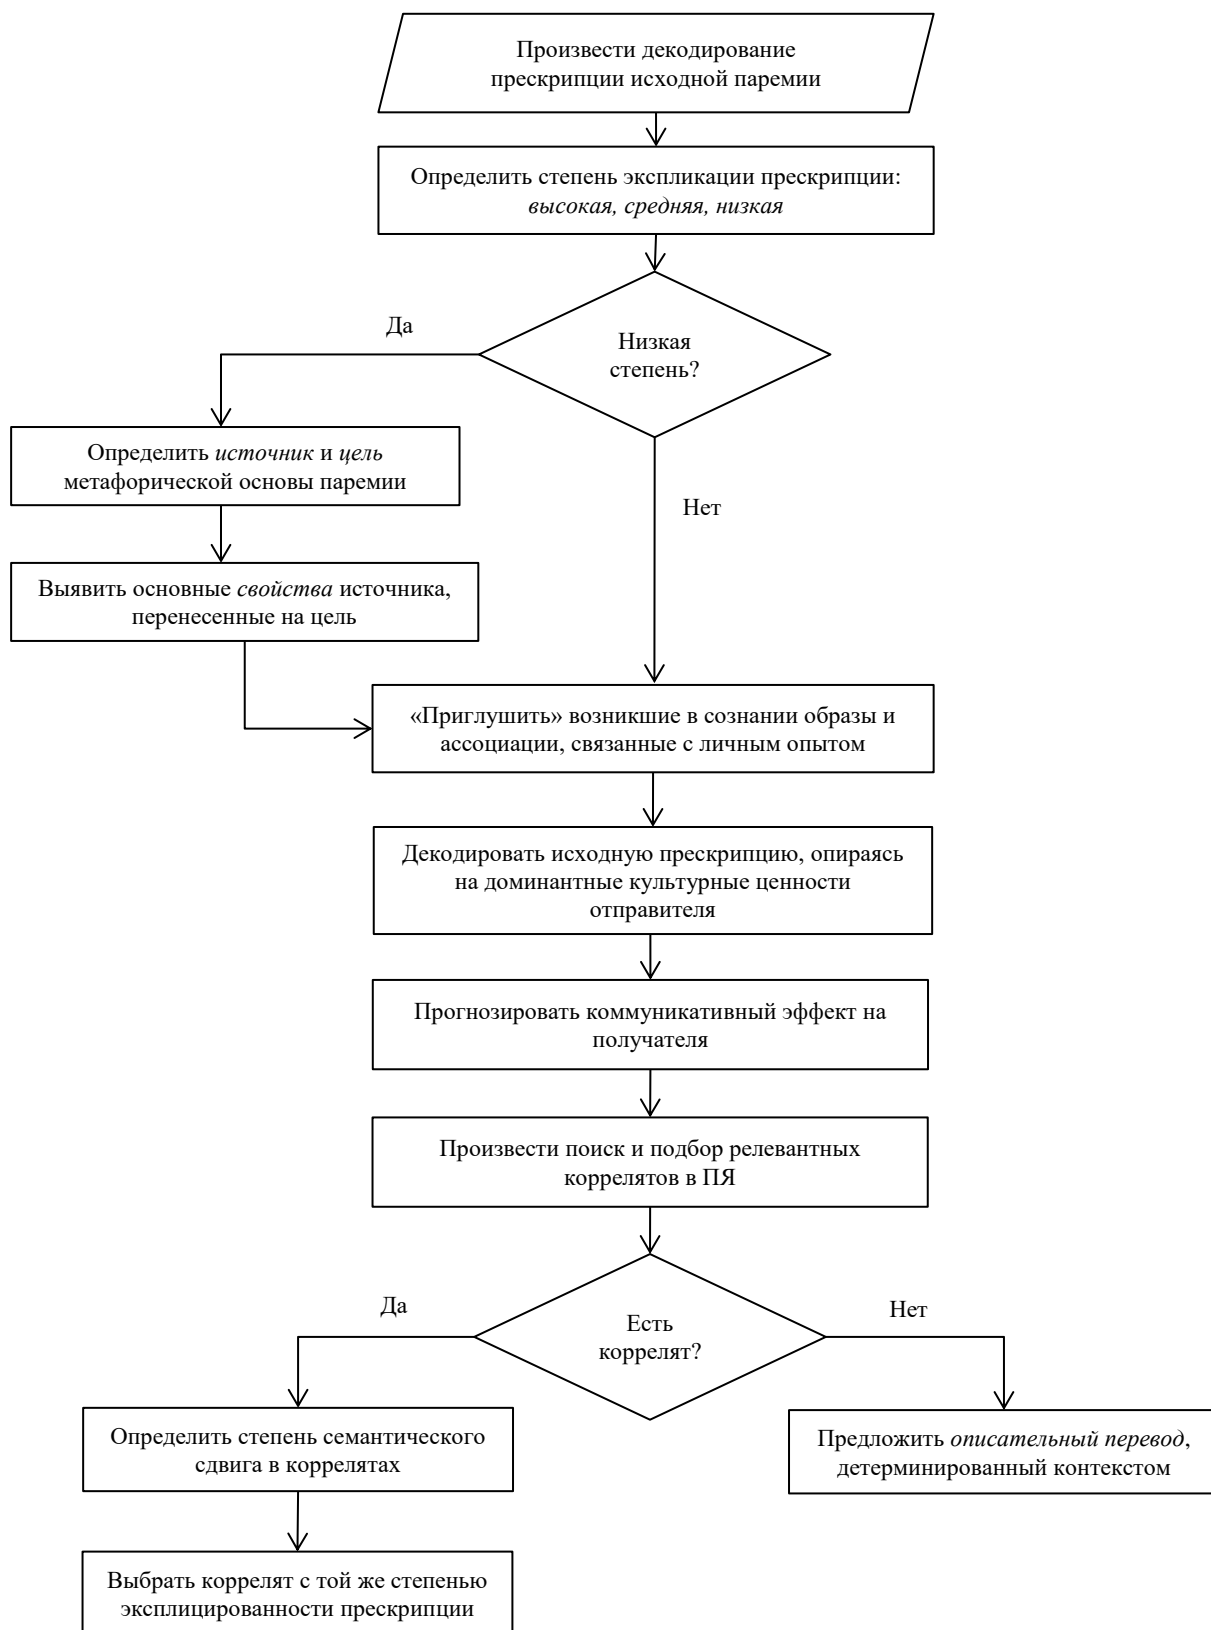 Произвести декодирование
прескрипции исходной паремии
Определить степень экспликации прескрипции:
высокая, средняя, низкая
Да
Низкая
степень?
Определить источник и цель
метафорической основы паремии
Нет
Выявить основные свойства источника,
перенесенные на цель
«Приглушить» возникшие в сознании образы и
ассоциации, связанные с личным опытом
Декодировать исходную прескрипцию, опираясь
на доминантные культурные ценности
отправителя
Прогнозировать коммуникативный эффект на
получателя
Произвести поиск и подбор релевантных
коррелятов в ПЯ
Да
Нет
Есть
коррелят?
Определить степень семантического
сдвига в коррелятах
Предложить описательный перевод,
детерминированный контекстом
Выбрать коррелят с той же степенью
эксплицированности прескрипции